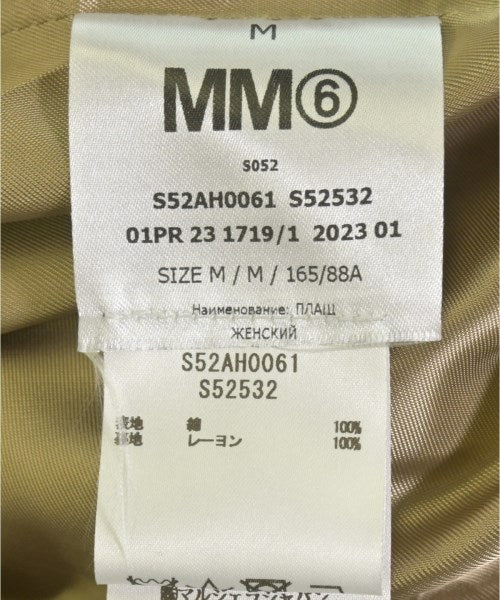 M
MM⑥
S052
S52AH0061 S52532
01PR 23 1719/1 2023 01
SIZE M / M / 165/88A
Наименование: ПЛАЩ
ЖЕНСКИЙ
S52AH0061
S52532
表地 綿 100%
裏地 レーヨン 100%